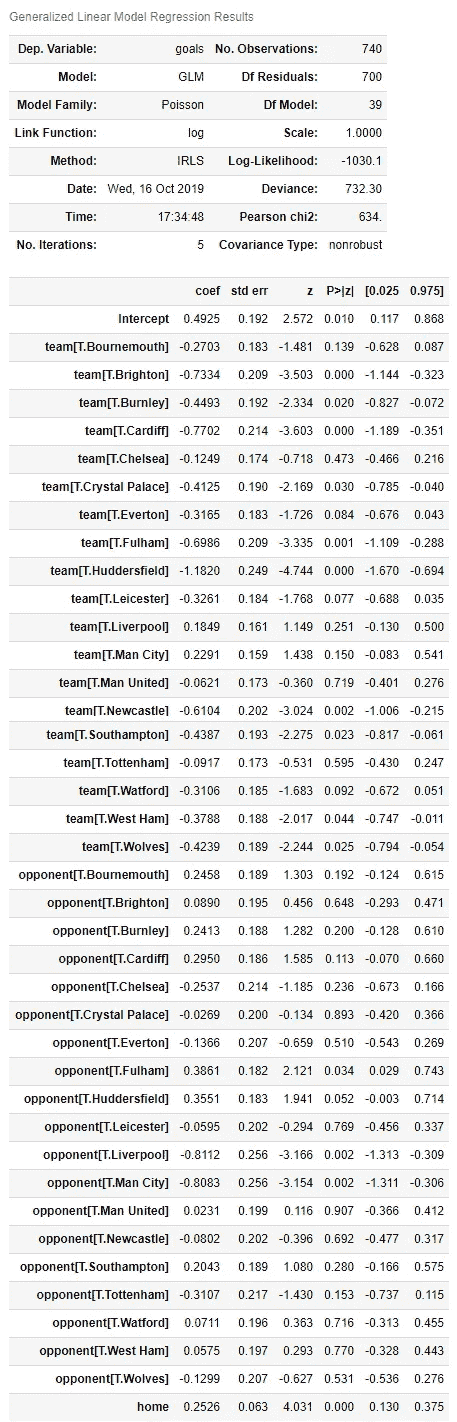 Generalized Linear Model Regression Results
Dep. Variable: goals No. Observations: 740
Model: GLM Df Residuals: 700
Model Family: Poisson Df Model: 39
Link Function: log Scale: 1.0000
Method: IRLS Log-Likelihood: -1030.1
Date: Wed, 16 Oct 2019 Deviance: 732.30
Time: 17:34:48 Pearson chi2: 634.
No. Iterations: 5 Covariance Type: nonrobust
coef std err z P>|z| [0.025 0.975]
Intercept 0.4925 0.192 2.572 0.010 0.117 0.868
team[T.Bournemouth] -0.2703 0.183 -1.481 0.139 -0.628 0.087
team[T.Brighton] -0.7334 0.209 -3.503 0.000 -1.144 -0.323
team[T.Burnley] -0.4493 0.192 -2.334 0.020 -0.827 -0.072
team[T.Cardiff] -0.7702 0.214 -3.603 0.000 -1.189 -0.351
team[T.Chelsea] -0.1249 0.174 -0.718 0.473 -0.466 0.216
team[T.Crystal Palace] -0.4125 0.190 -2.169 0.030 -0.785 -0.040
team[T.Everton] -0.3165 0.183 -1.726 0.084 -0.676 0.043
team[T.Fulham] -0.6986 0.209 -3.335 0.001 -1.109 -0.288
team[T.Huddersfield] -1.1820 0.249 -4.744 0.000 -1.670 -0.694
team[T.Leicester] -0.3261 0.184 -1.768 0.077 -0.688 0.035
team[T.Liverpool] 0.1849 0.161 1.149 0.251 -0.130 0.500
team[T.Man City] 0.2291 0.159 1.438 0.150 -0.083 0.541
team[T.Man United] -0.0621 0.173 -0.360 0.719 -0.401 0.276
team[T.Newcastle] -0.6104 0.202 -3.024 0.002 -1.006 -0.215
team[T.Southampton] -0.4387 0.193 -2.275 0.023 -0.817 -0.061
team[T.Tottenham] -0.0917 0.173 -0.531 0.595 -0.430 0.247
team[T.Watford] -0.3106 0.185 -1.683 0.092 -0.672 0.051
team[T.West Ham] -0.3788 0.188 -2.017 0.044 -0.747 -0.011
team[T.Wolves] -0.4239 0.189 -2.244 0.025 -0.794 -0.054
opponent[T.Bournemouth] 0.2458 0.189 1.303 0.192 -0.124 0.615
opponent[T.Brighton] 0.0890 0.195 0.456 0.648 -0.293 0.471
opponent[T.Burnley] 0.2413 0.188 1.282 0.200 -0.128 0.610
opponent[T.Cardiff] 0.2950 0.186 1.585 0.113 -0.070 0.660
opponent[T.Chelsea] -0.2537 0.214 -1.185 0.236 -0.673 0.166
opponent[T.Crystal Palace] -0.0269 0.200 -0.134 0.893 -0.420 0.366
opponent[T.Everton] -0.1366 0.207 -0.659 0.510 -0.543 0.269
opponent[T.Fulham] 0.3861 0.182 2.121 0.034 0.029 0.743
opponent[T.Huddersfield] 0.3551 0.183 1.941 0.052 -0.003 0.714
opponent[T.Leicester] -0.0595 0.202 -0.294 0.769 -0.456 0.337
opponent[T.Liverpool] -0.8112 0.256 -3.166 0.002 -1.313 -0.309
opponent[T.Man City] -0.8083 0.256 -3.154 0.002 -1.311 -0.306
opponent[T.Man United] 0.0231 0.199 0.116 0.907 -0.366 0.412
opponent[T.Newcastle] -0.0802 0.202 -0.396 0.692 -0.477 0.317
opponent[T.Southampton] 0.2043 0.189 1.080 0.280 -0.166 0.575
opponent[T.Tottenham] -0.3107 0.217 -1.430 0.153 -0.737 0.115
opponent[T.Watford] 0.0711 0.196 0.363 0.716 -0.313 0.455
opponent[T.West Ham] 0.0575 0.197 0.293 0.770 -0.328 0.443
opponent[T.Wolves] -0.1299 0.207 -0.627 0.531 -0.536 0.276
home 0.2526 0.063 4.031 0.000 0.130 0.375